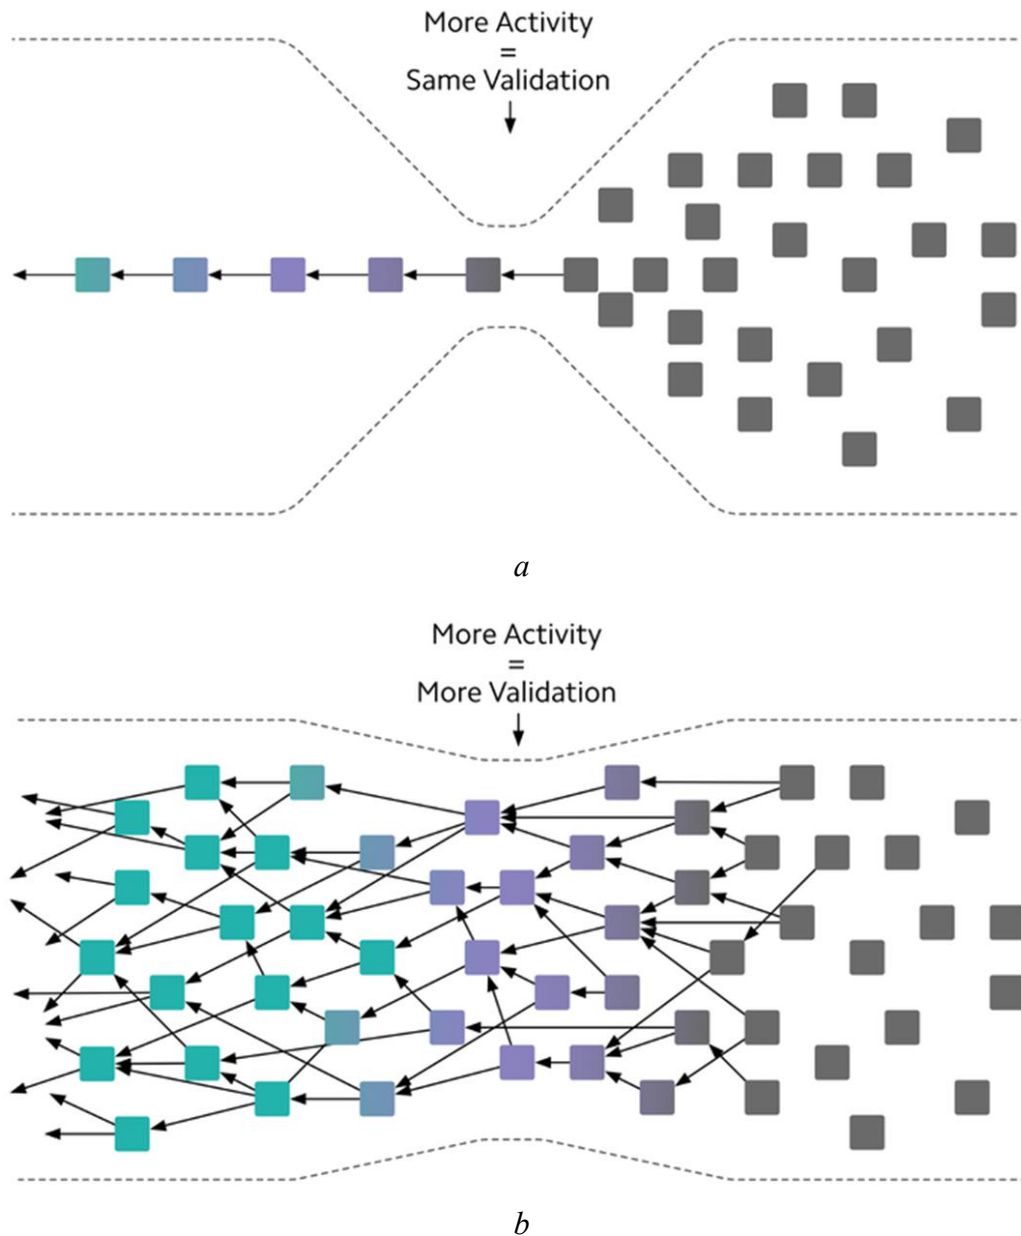 More Activity
=
Same Validation
a
More Activity
=
More Validation
b